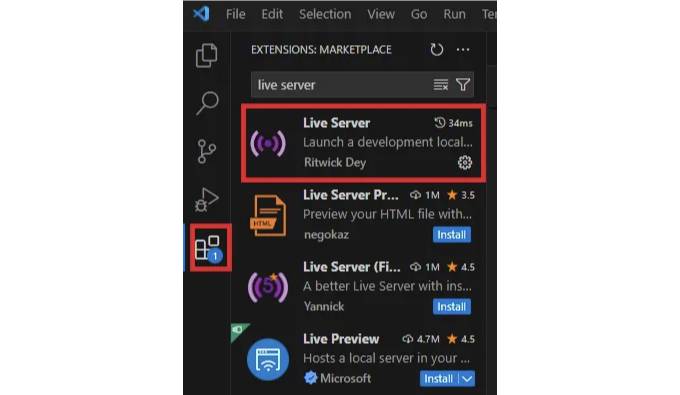 File Edit Selection View Go Run
EXTENSIONS: MARKETPLACE
live server
Live Server 34ms
Launch a development local...
Ritwick Dey
Live Server Pr... 1M 3.5
Preview your HTML file with...
negokaz Install
HTML
Live Server (Fi... 1M 4.5
A better Live Server with ins...
Yannick Install
5
1
Live Preview 4.7M 4.5
Hosts a local server in your ...
Microsoft Install